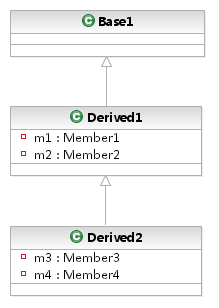 C Base1
C Derived1
m1 : Member1
m2 : Member2
C Derived2
m3 : Member3
m4 : Member4